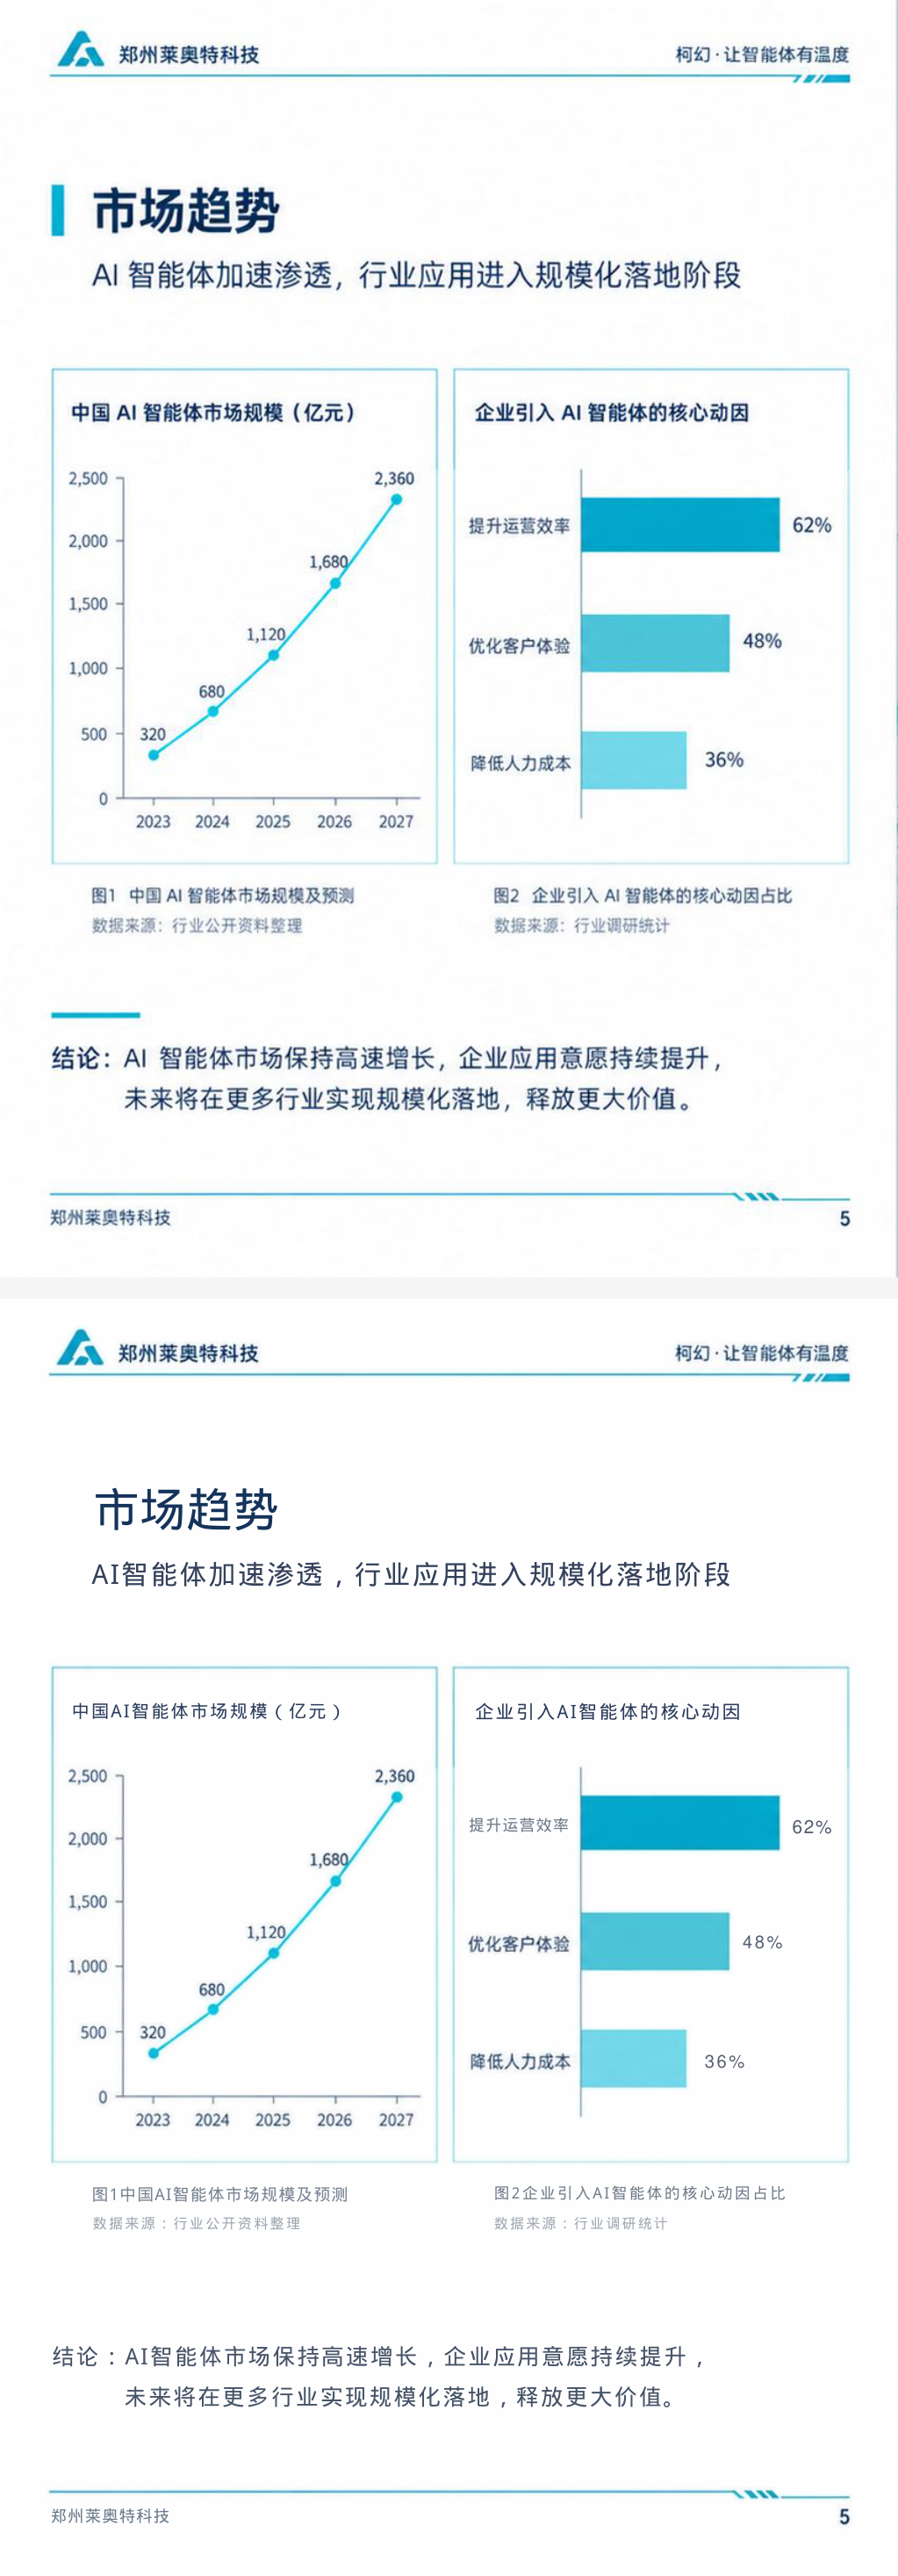 郑州莱奥特科技
柯幻·让智能体有温度
市场趋势
AI 智能体加速渗透，行业应用进入规模化落地阶段
中国 AI 智能体市场规模（亿元）
2,500
2,000
1,500
1,000
500
0
320
680
1,120
1,680
2,360
2023 2024 2025 2026 2027
企业引入 AI 智能体的核心动因
提升运营效率 62%
优化客户体验 48%
降低人力成本 36%
图1 中国 AI 智能体市场规模及预测
数据来源：行业公开资料整理
图2 企业引入 AI 智能体的核心动因占比
数据来源：行业调研统计
结论：AI 智能体市场保持高速增长，企业应用意愿持续提升，
未来将在更多行业实现规模化落地，释放更大价值。
郑州莱奥特科技
5
郑州莱奥特科技
柯幻·让智能体有温度
市场趋势
AI智能体加速渗透，行业应用进入规模化落地阶段
中国AI智能体市场规模（亿元）
2,500
2,000
1,500
1,000
500
0
320
680
1,120
1,680
2,360
2023 2024 2025 2026 2027
企业引入AI智能体的核心动因
提升运营效率 62%
优化客户体验 48%
降低人力成本 36%
图1中国AI智能体市场规模及预测
数据来源：行业公开资料整理
图2企业引入AI智能体的核心动因占比
数据来源：行业调研统计
结论：AI智能体市场保持高速增长，企业应用意愿持续提升，
未来将在更多行业实现规模化落地，释放更大价值。
郑州莱奥特科技
5